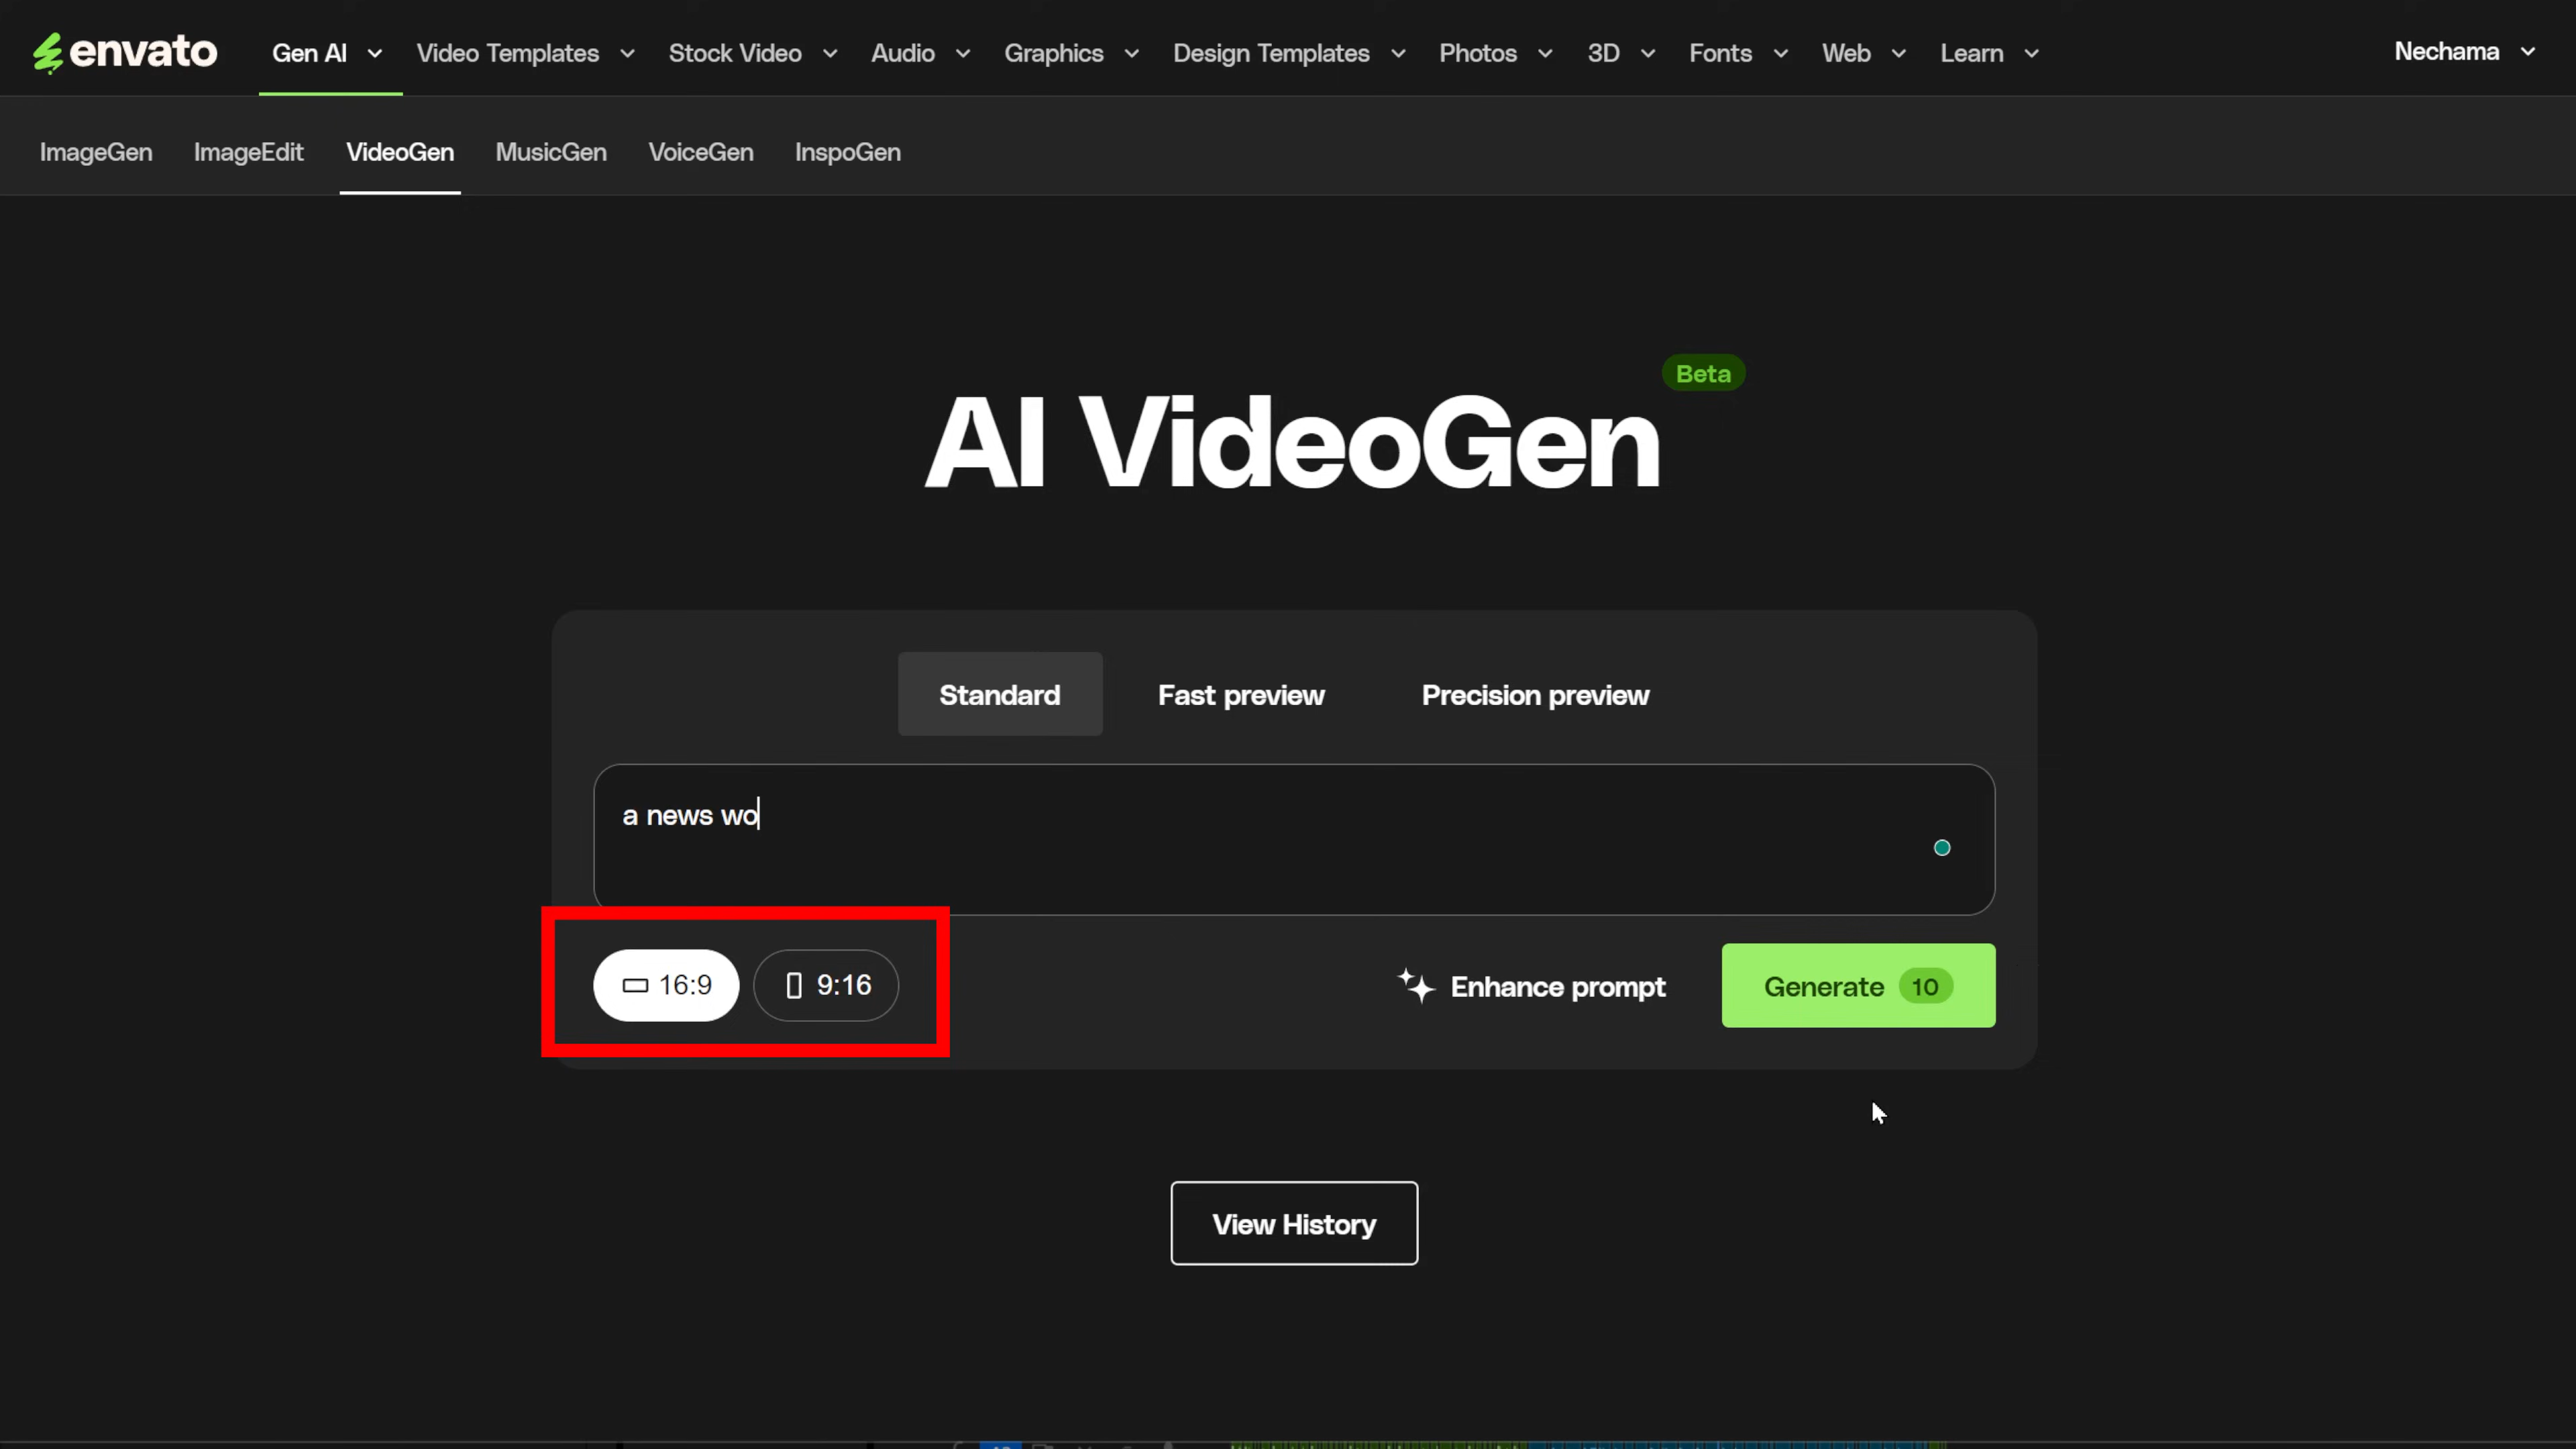 envato Gen AI Video Templates Stock Video Audio Graphics Design Templates Photos 3D Fonts Web Learn Nechama
ImageGen ImageEdit VideoGen MusicGen VoiceGen InspoGen
Beta
AI VideoGen
Standard Fast preview Precision preview
a news wo
16:9 9:16 Enhance prompt Generate 10
View History